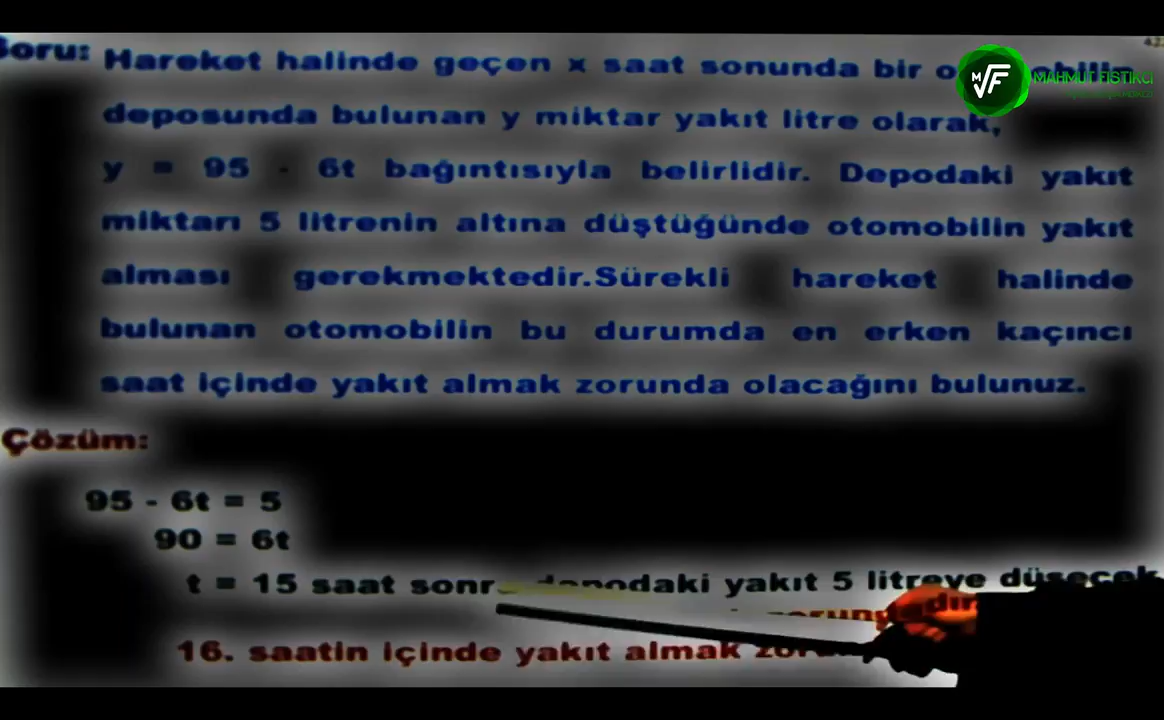 Soru: Hareket halinde geçen x saat sonunda bir
deposunda bulunan y miktar yakıt litre olarak,
y = 95 - 6t bağıntısıyla belirlidir. Depodaki yakıt
miktarı 5 litrenin altına düştüğünde otomobilin yakıt
alması gerekmektedir.Sürekli hareket halinde
bulunan otomobilin bu durumda en erken kaçıncı
saat içinde yakıt almak zorunda olacağını bulunuz.
Çözüm:
95 - 6t = 5
90 = 6t
t = 15 saat depodaki yakıt 5 litreye düşecek
16. saatin içinde yakıt almak
MAHMUT FISTIKCI